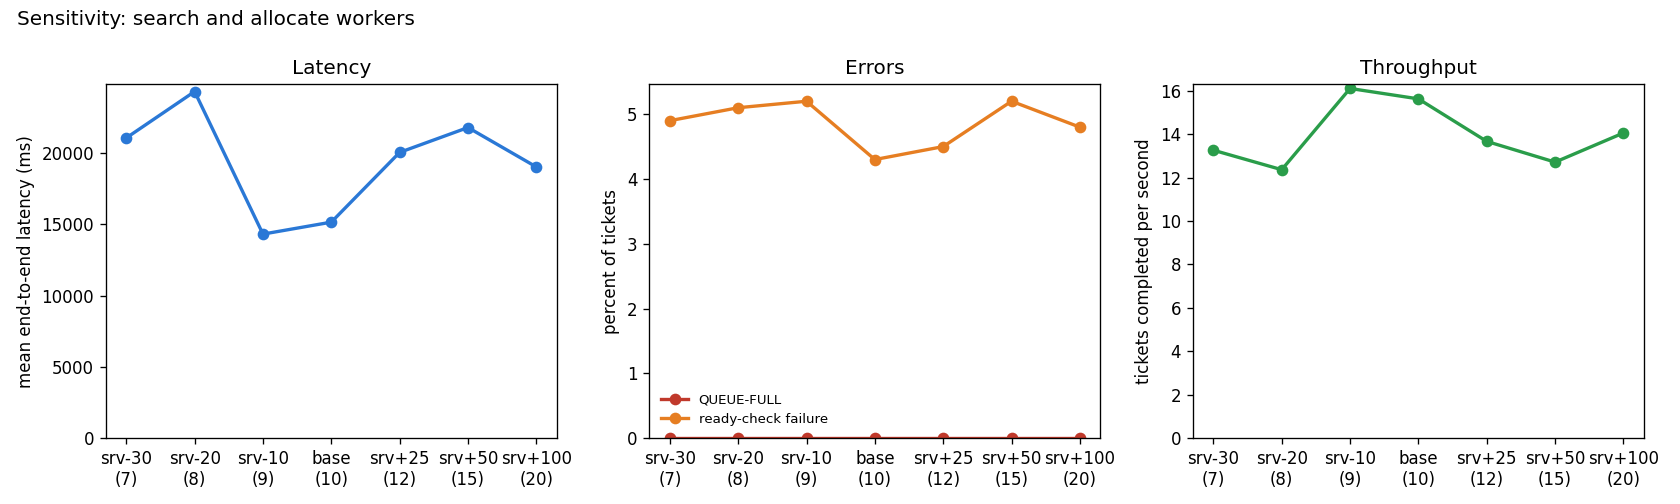 Sensitivity: search and allocate workers
Latency
mean end-to-end latency (ms)
20000
15000
10000
5000
0
srv-30 srv-20 srv-10 base srv+25 srv+50 srv+100
(7) (8) (9) (10) (12) (15) (20)
Errors
percent of tickets
5
4
3
2
1
0
QUEUE-FULL
ready-check failure
srv-30 srv-20 srv-10 base srv+25 srv+50 srv+100
(7) (8) (9) (10) (12) (15) (20)
Throughput
tickets completed per second
16
14
12
10
8
6
4
2
0
srv-30 srv-20 srv-10 base srv+25 srv+50 srv+100
(7) (8) (9) (10) (12) (15) (20)